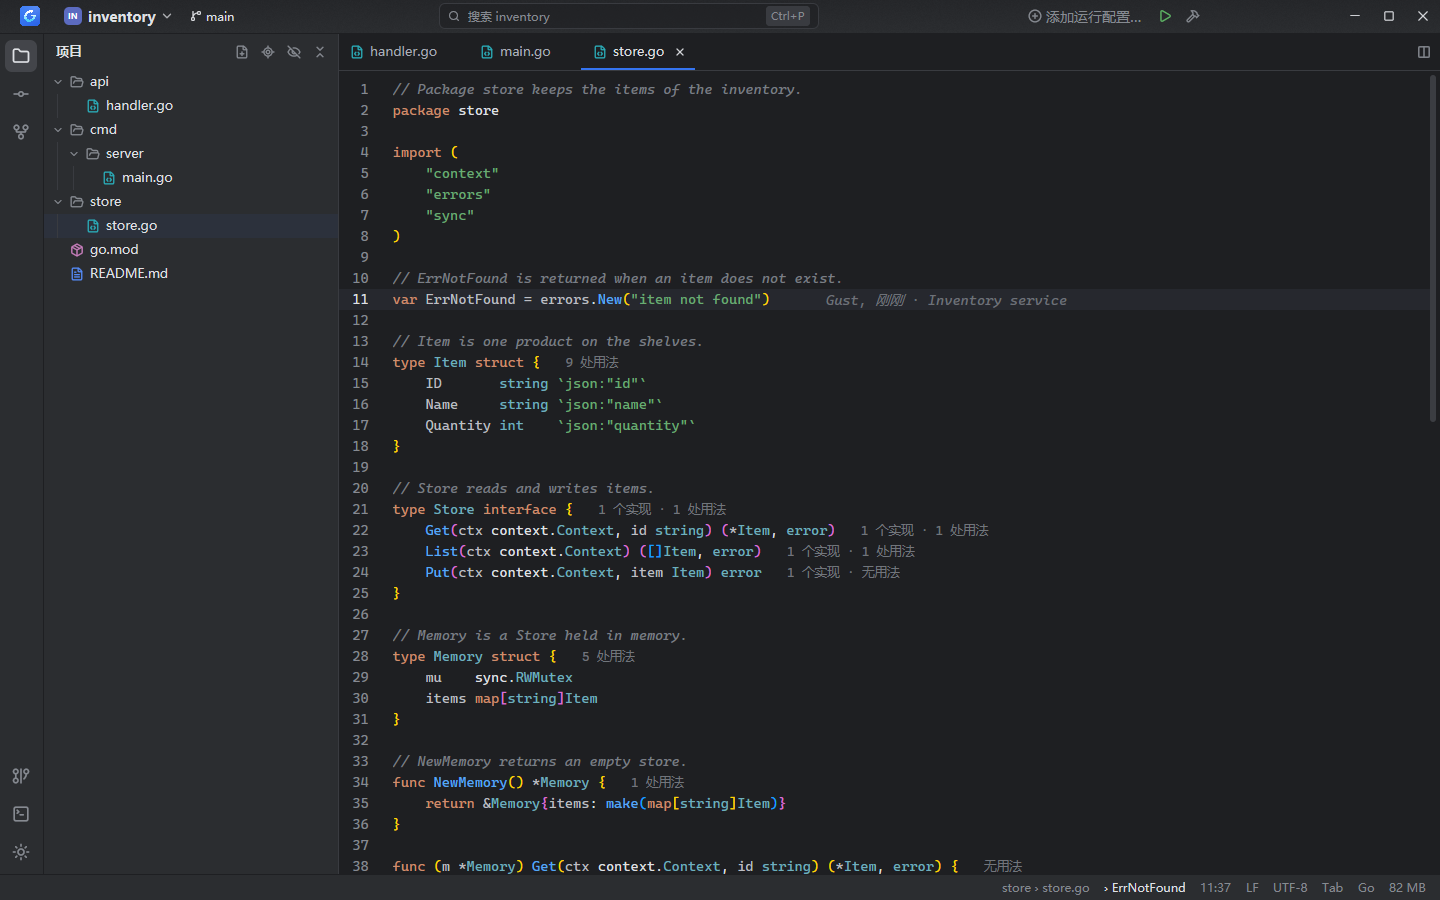 IN inventory
main
搜索 inventory
Ctrl+P
添加运行配置...
项目
api
handler.go
cmd
server
main.go
store
store.go
go.mod
README.md
handler.go
main.go
store.go
1 // Package store keeps the items of the inventory.
2 package store
3
4 import (
5 "context"
6 "errors"
7 "sync"
8 )
9
10 // ErrNotFound is returned when an item does not exist.
11 var ErrNotFound = errors.New("item not found") Gust, 刚刚 · Inventory service
12
13 // Item is one product on the shelves.
14 type Item struct { 9 处用法
15 ID string `json:"id"`
16 Name string `json:"name"`
17 Quantity int `json:"quantity"`
18 }
19
20 // Store reads and writes items.
21 type Store interface { 1 个实现 · 1 处用法
22 Get(ctx context.Context, id string) (*Item, error) 1 个实现 · 1 处用法
23 List(ctx context.Context) ([]Item, error) 1 个实现 · 1 处用法
24 Put(ctx context.Context, item Item) error 1 个实现 · 无用法
25 }
26
27 // Memory is a Store held in memory.
28 type Memory struct { 5 处用法
29 mu sync.RWMutex
30 items map[string]Item
31 }
32
33 // NewMemory returns an empty store.
34 func NewMemory() *Memory { 1 处用法
35 return &Memory{items: make(map[string]Item)}
36 }
37
38 func (m *Memory) Get(ctx context.Context, id string) (*Item, error) { 无用法
store › store.go › ErrNotFound 11:37 LF UTF-8 Tab Go 82 MB